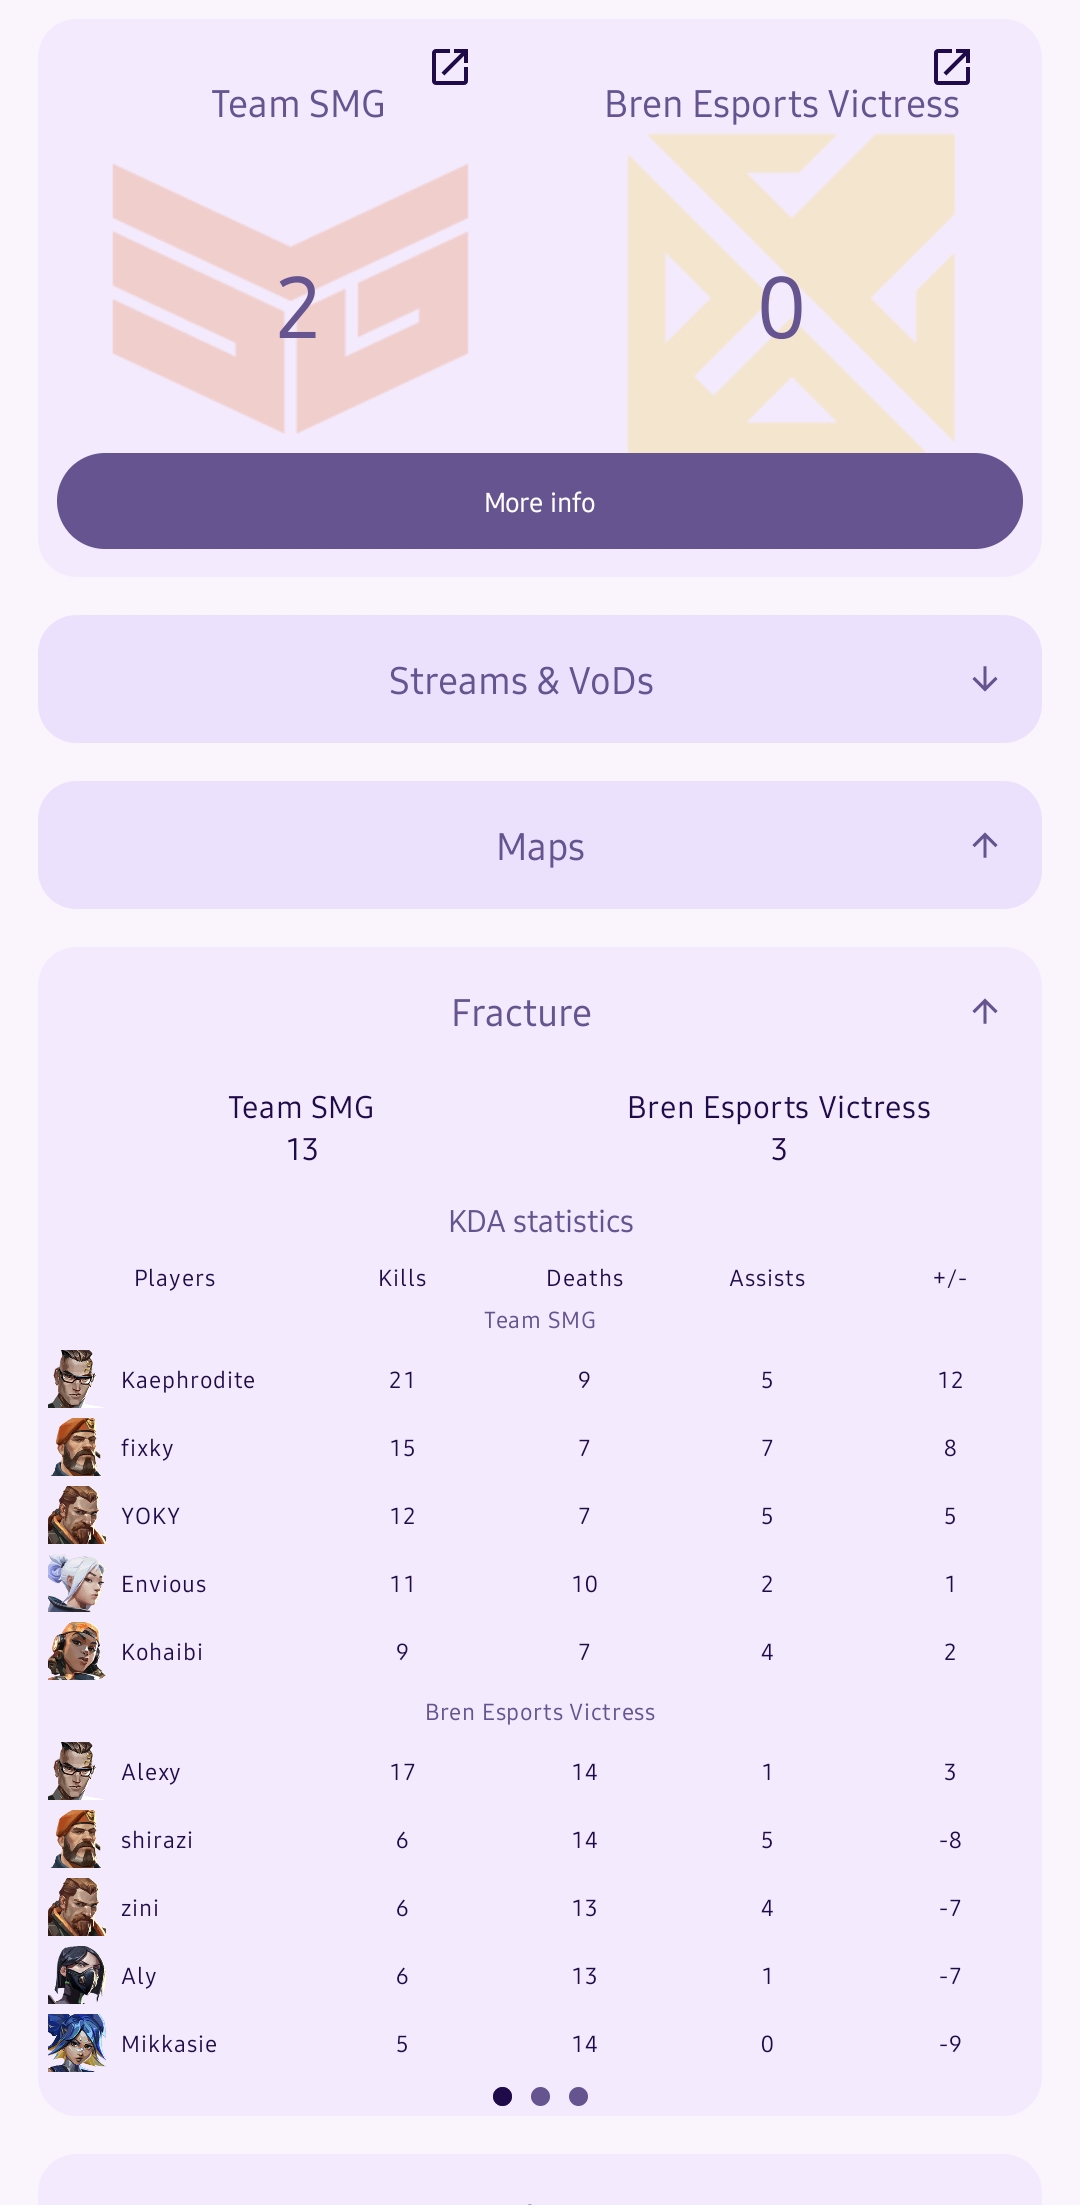 Team SMG
Bren Esports Victress
2
0
More info
Streams & VoDs
Maps
Fracture
Team SMG Bren Esports Victress
13 3
KDA statistics
Players Kills Deaths Assists +/-
Team SMG
Kaephrodite 21 9 5 12
fixky 15 7 7 8
YOKY 12 7 5 5
Envious 11 10 2 1
Kohaibi 9 7 4 2
Bren Esports Victress
Alexy 17 14 1 3
shirazi 6 14 5 -8
zini 6 13 4 -7
Aly 6 13 1 -7
Mikkasie 5 14 0 -9